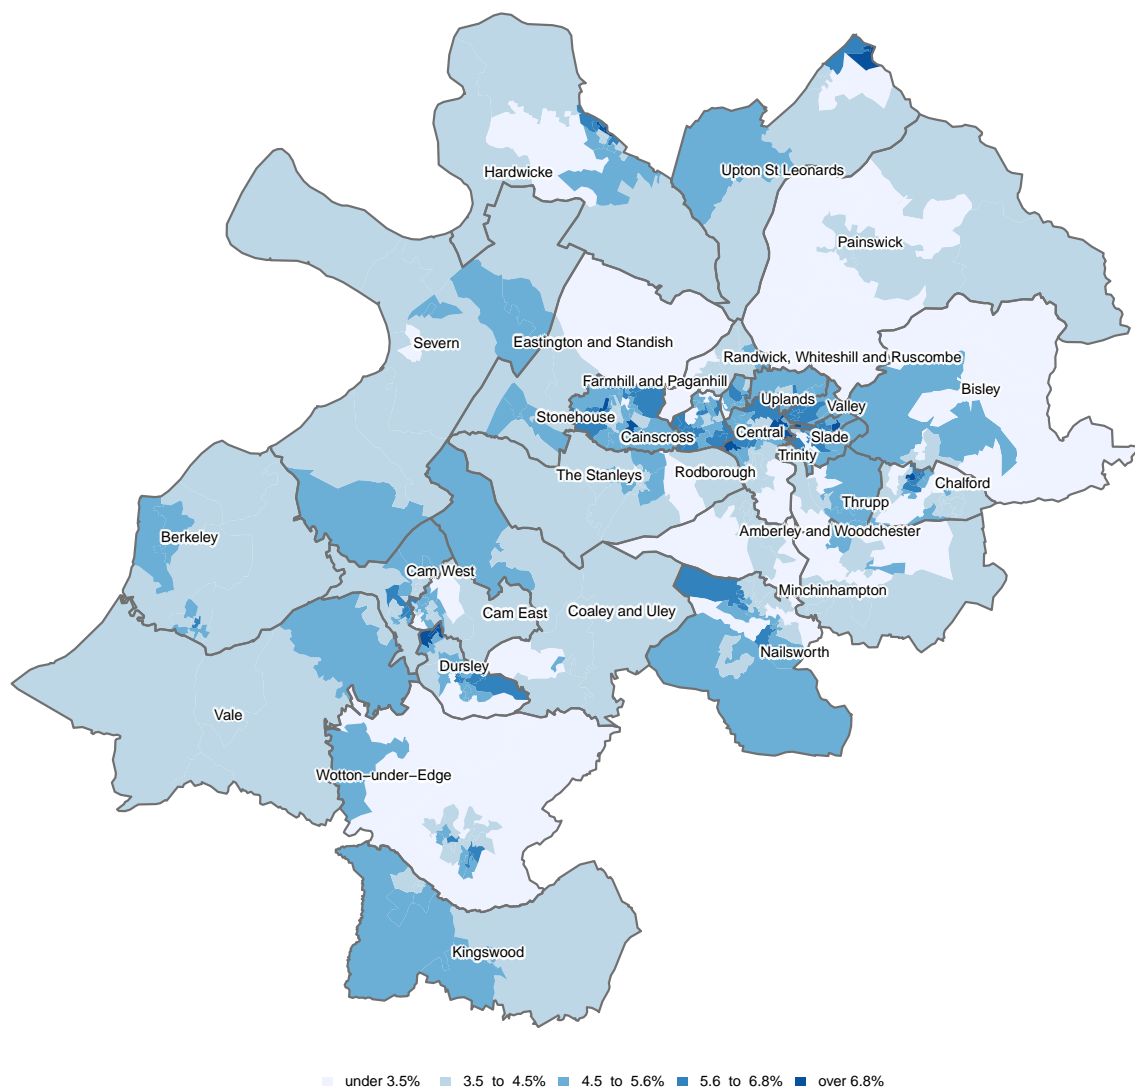 Hardwicke
Upton St Leonards
Painswick
Severn
Eastington and Standish
Randwick, Whiteshill and Ruscombe
Farmhill and Paganhill
Bisley
Uplands
Valley
Stonehouse
Cainscross
Central
Slade
Trinity
The Stanleys
Rodborough
Chalford
Thrupp
Berkeley
Amberley and Woodchester
Cam West
Minchinhampton
Cam East
Coaley and Uley
Nailsworth
Dursley
Vale
Wotton−under−Edge
Kingswood
under 3.5% 3.5 to 4.5% 4.5 to 5.6% 5.6 to 6.8% over 6.8%